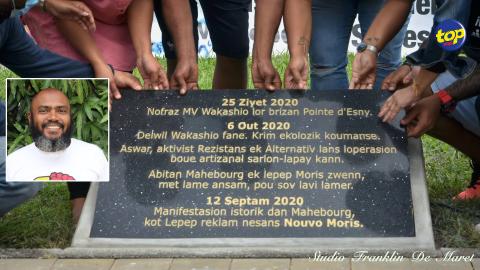 top
25 Ziyet 2020
Nofraz MV Wakashio lor brizan Pointe d'Esny.
6 Out 2020
Delwil Wakashio fane. Krim ekolozik koumanse.
Aswar, aktivist Rezistans ek Alternativ lans loperasion
boue artizanal sarlon-lapay kann.
Abitan Mahebourg ek lepep Moris zwenn,
met lame ansam, pou sov lavi lamer.
12 Septam 2020
Manifestasion istorik dan Mahebourg,
kot Lepep reklam nesans Nouvo Moris.
Studio Franklin De Maret